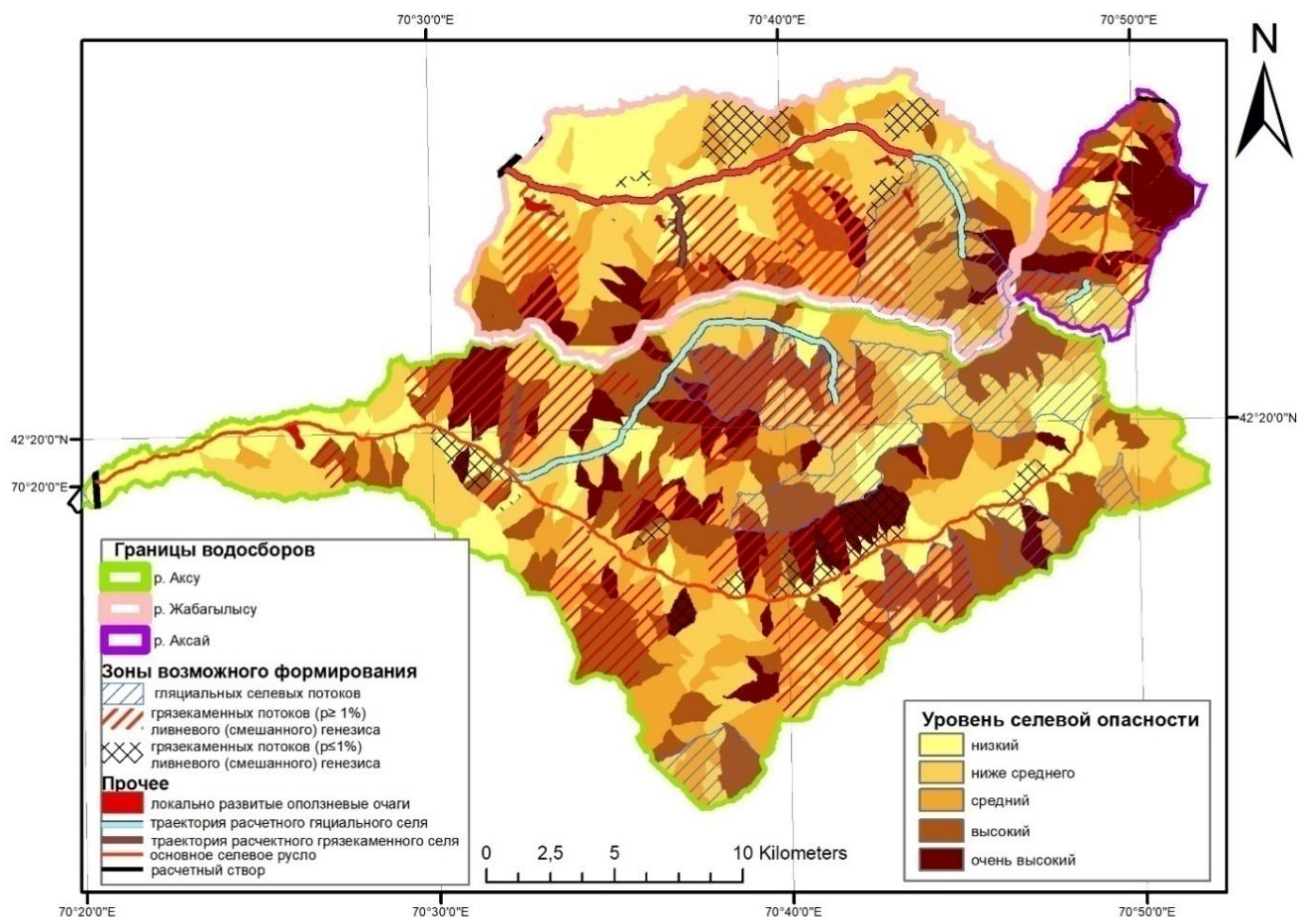 70°30'0"E
70°40'0"E
70°50'0"E
N
42°20'0"N
42°20'0"N
70°20'0"E
Границы водосборов
р. Аксу
р. Жабагылысу
р. Аксай
Зоны возможного формирования
гляциальных селевых потоков
грязекаменных потоков (p≥ 1%)
ливневого (смешанного) генезиса
грязекаменных потоков (p≤1%)
ливневого (смешанного) генезиса
Прочее
локально развитые оползневые очаги
траектория расчетного гяциального селя
траектория расчектного грязекаменного селя
основное селевое русло
расчетный створ
0 2,5 5 10 Kilometers
Уровень селевой опасности
низкий
ниже среднего
средний
высокий
очень высокий
70°20'0"E
70°30'0"E
70°40'0"E
70°50'0"E